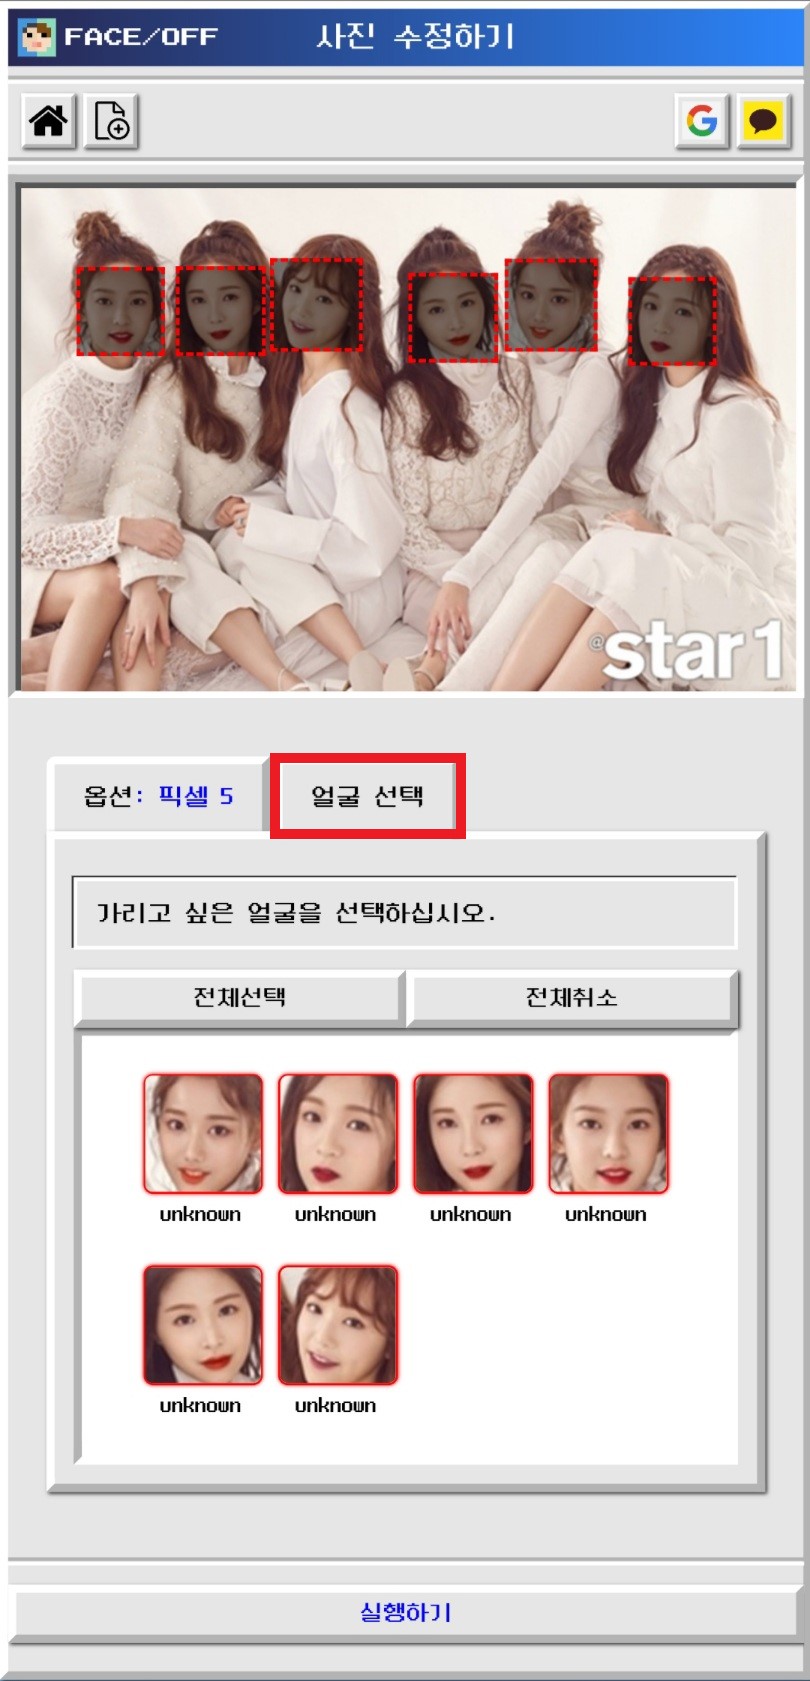 FACE/OFF 사진 수정하기
@star1
옵션: 픽셀 5
얼굴 선택
가리고 싶은 얼굴을 선택하십시오.
전체선택
전체취소
unknown unknown unknown unknown
unknown unknown
실행하기